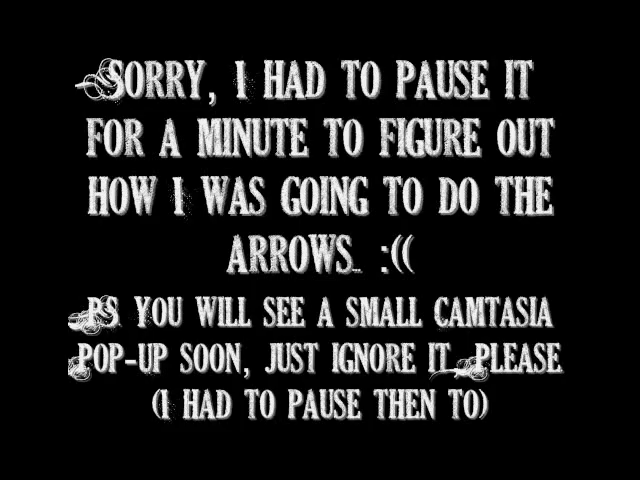 SORRY, I HAD TO PAUSE IT
FOR A MINUTE TO FIGURE OUT
HOW I WAS GOING TO DO THE
ARROWS.. :((
PS YOU WILL SEE A SMALL CAMTASIA
POP-UP SOON, JUST IGNORE IT, PLEASE
(I HAD TO PAUSE THEN TO)